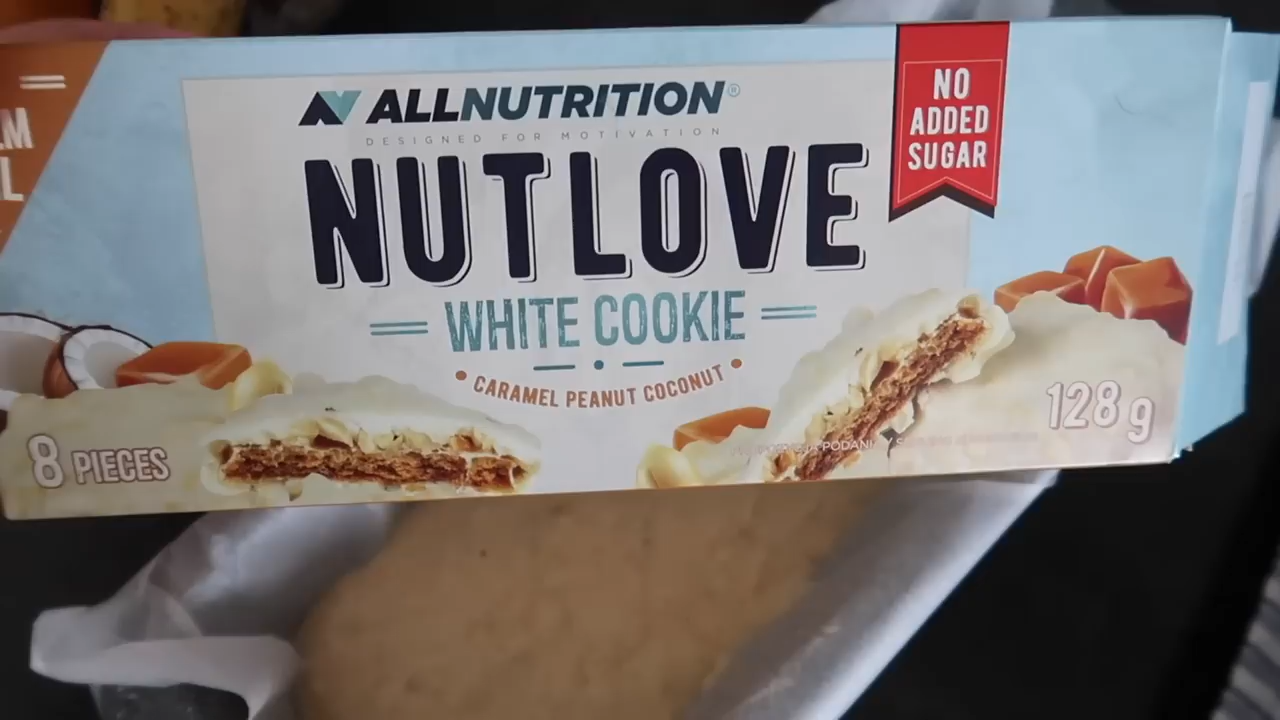 ALLNUTRITION®
DESIGNED FOR MOTIVATION
NUTLOVE
WHITE COOKIE
• CARAMEL PEANUT COCONUT •
NO
ADDED
SUGAR
8 PIECES
128 g